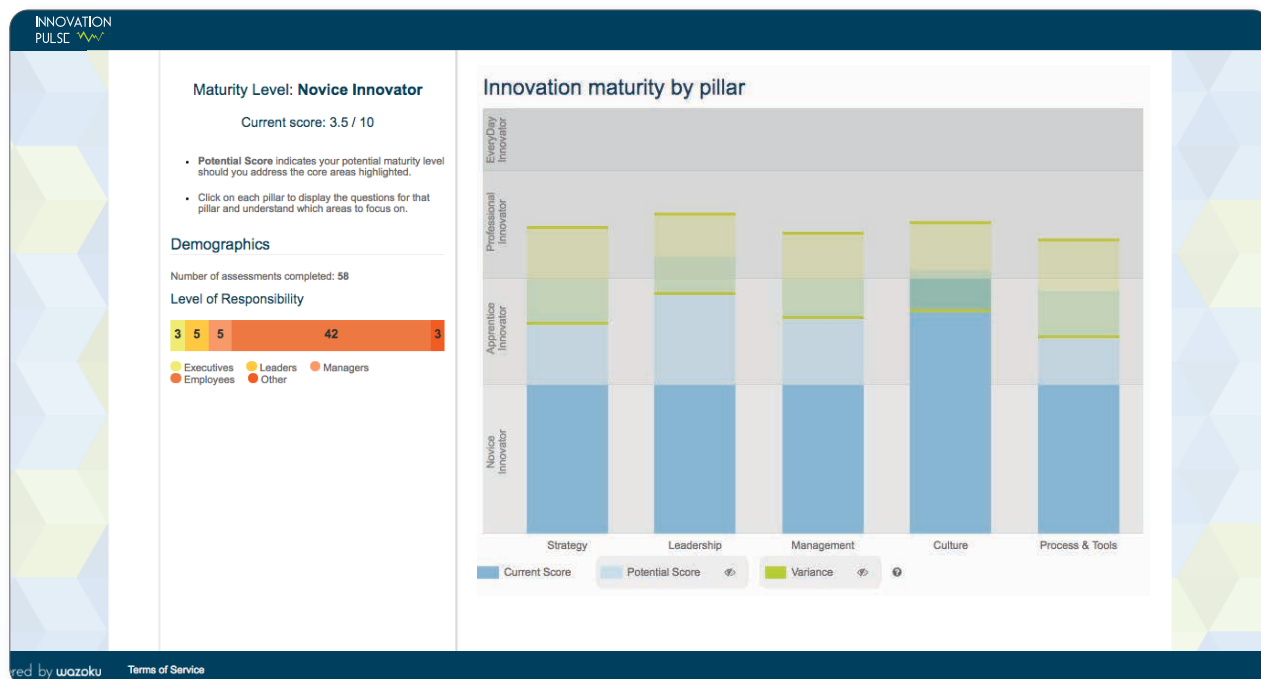 INNOVATION
PULSE
Maturity Level: Novice Innovator
Current score: 3.5 / 10
• Potential Score indicates your potential maturity level
should you address the core areas highlighted.
• Click on each pillar to display the questions for that
pillar and understand which areas to focus on.
Demographics
Number of assessments completed: 58
Level of Responsibility
3 5 5 42 3
Executives Leaders Managers
Employees Other
Innovation maturity by pillar
EveryDay
Innovator
Professional
Innovator
Apprentice
Innovator
Novice
Innovator
Strategy Leadership Management Culture Process & Tools
Current Score Potential Score Variance ?
red by wazoku Terms of Service